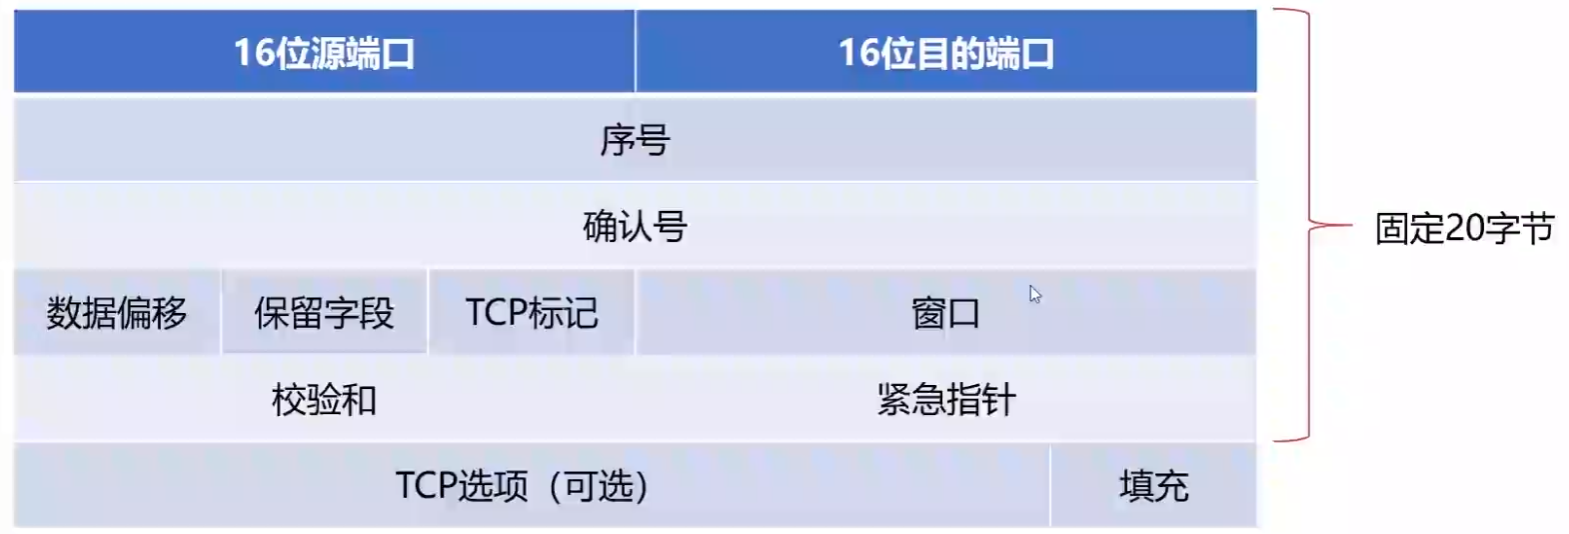 16位源端口 16位目的端口
序号
确认号
固定20字节
数据偏移 保留字段 TCP标记 窗口
校验和 紧急指针
TCP选项（可选） 填充